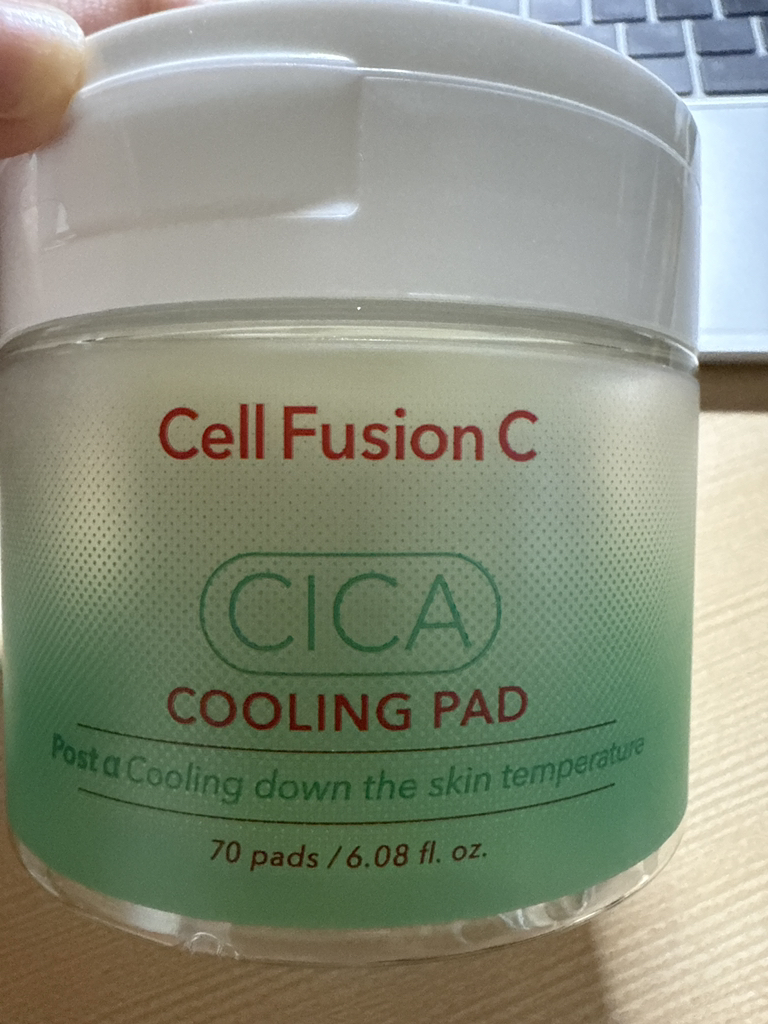 Cell Fusion C
CICA
COOLING PAD
Post α Cooling down the skin temperature
70 pads / 6.08 fl. oz.